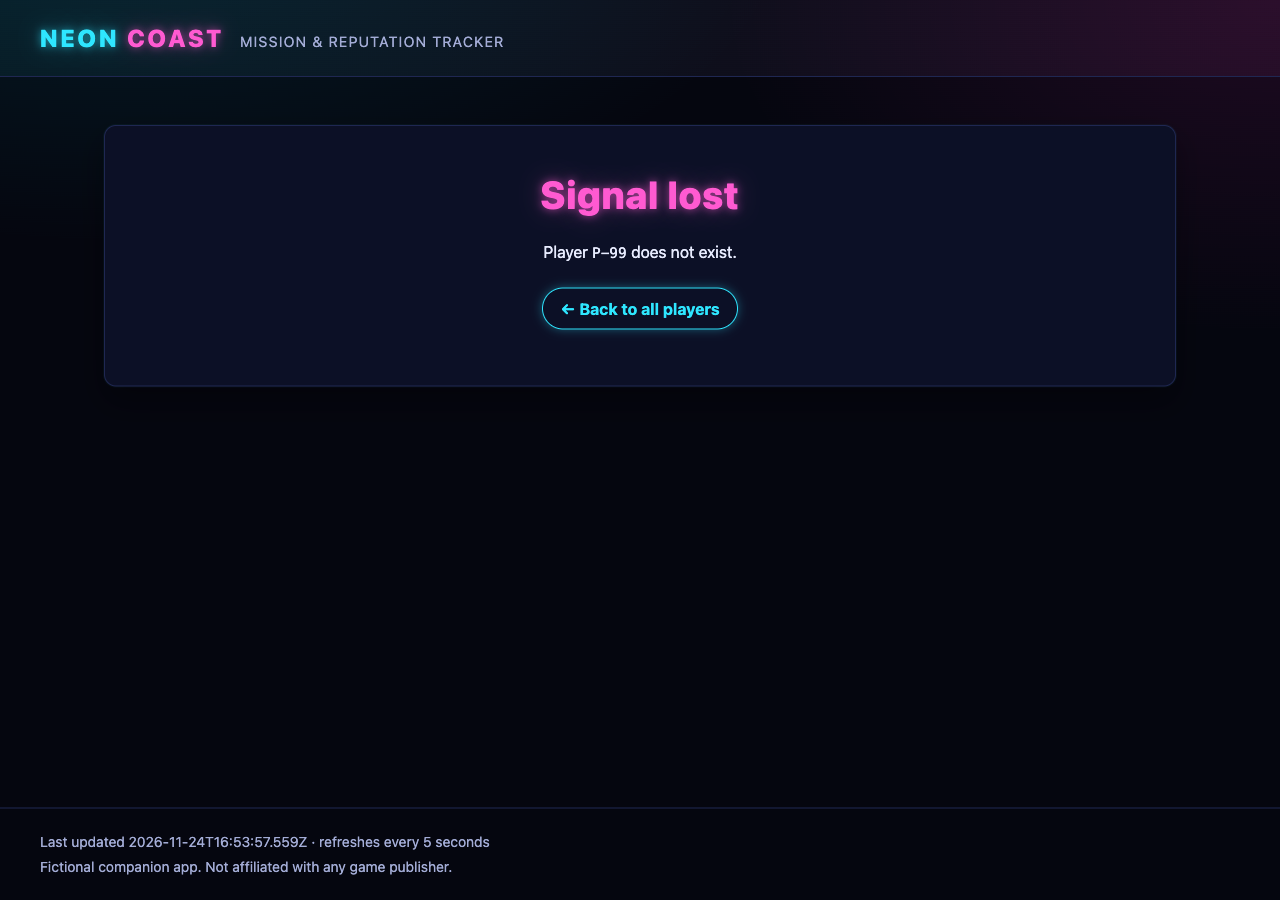 NEON COAST MISSION & REPUTATION TRACKER
Signal lost
Player P-99 does not exist.
← Back to all players
Last updated 2026-11-24T16:53:57.559Z · refreshes every 5 seconds
Fictional companion app. Not affiliated with any game publisher.